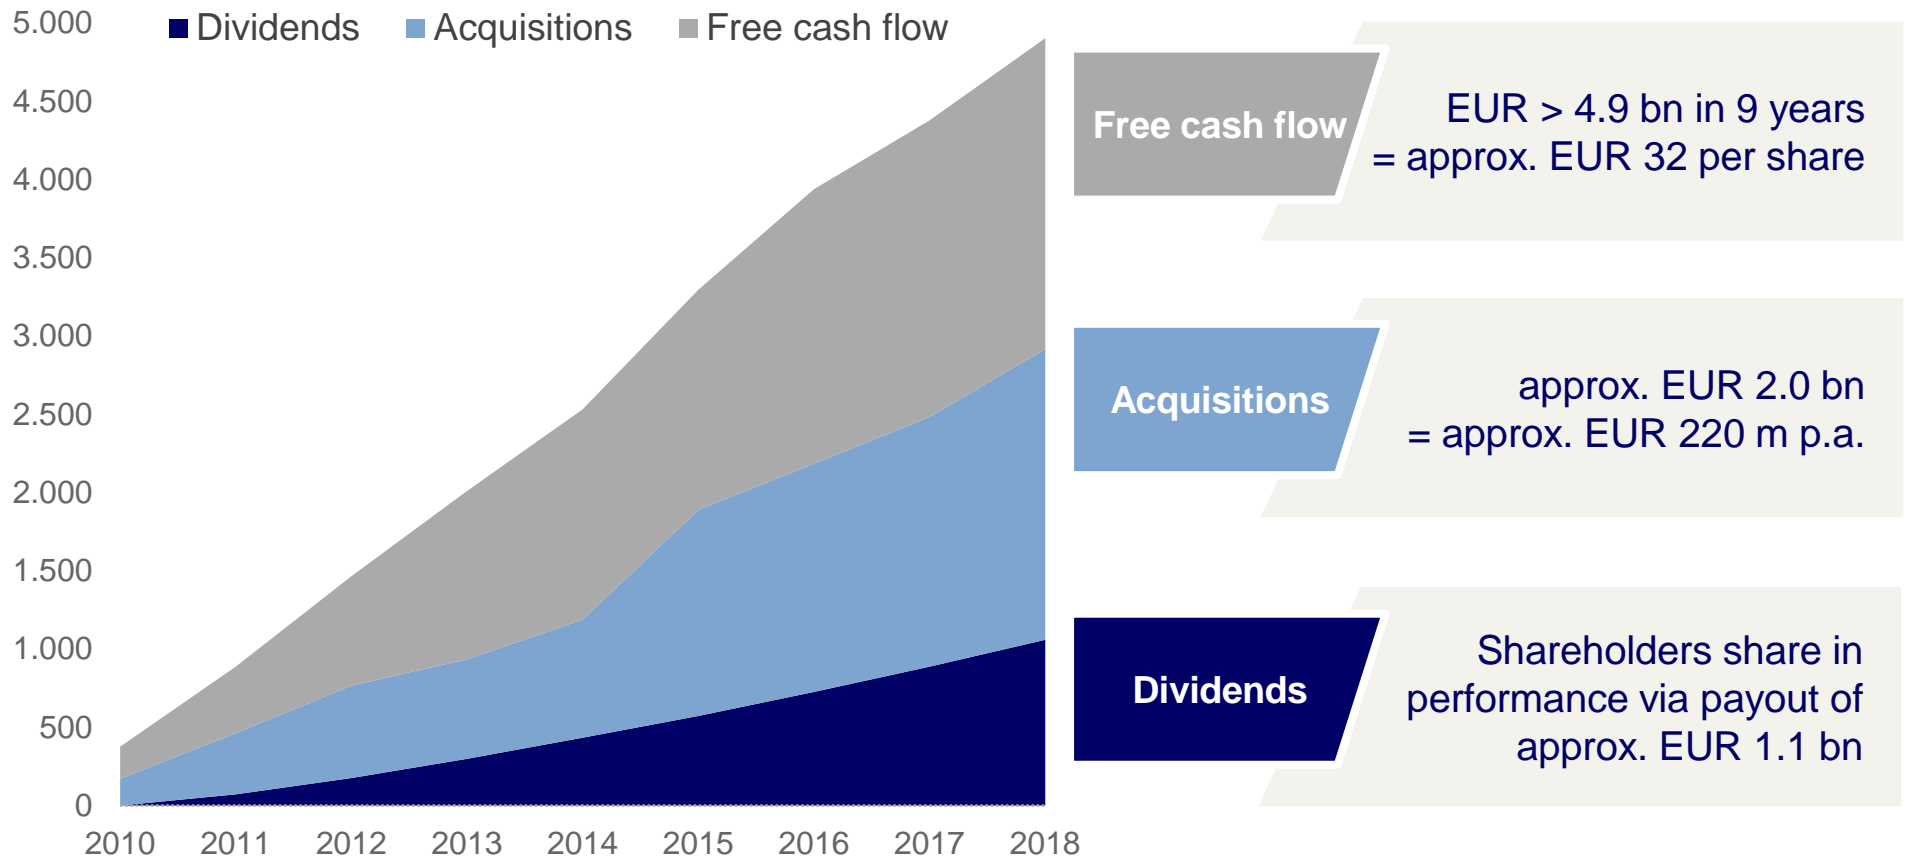 Dividends Acquisitions Free cash flow
5.000
4.500
4.000
3.500
3.000
2.500
2.000
1.500
1.000
500
0
2010 2011 2012 2013 2014 2015 2016 2017 2018
Free cash flow
EUR > 4.9 bn in 9 years
= approx. EUR 32 per share
Acquisitions
approx. EUR 2.0 bn
= approx. EUR 220 m p.a.
Dividends
Shareholders share in
performance via payout of
approx. EUR 1.1 bn